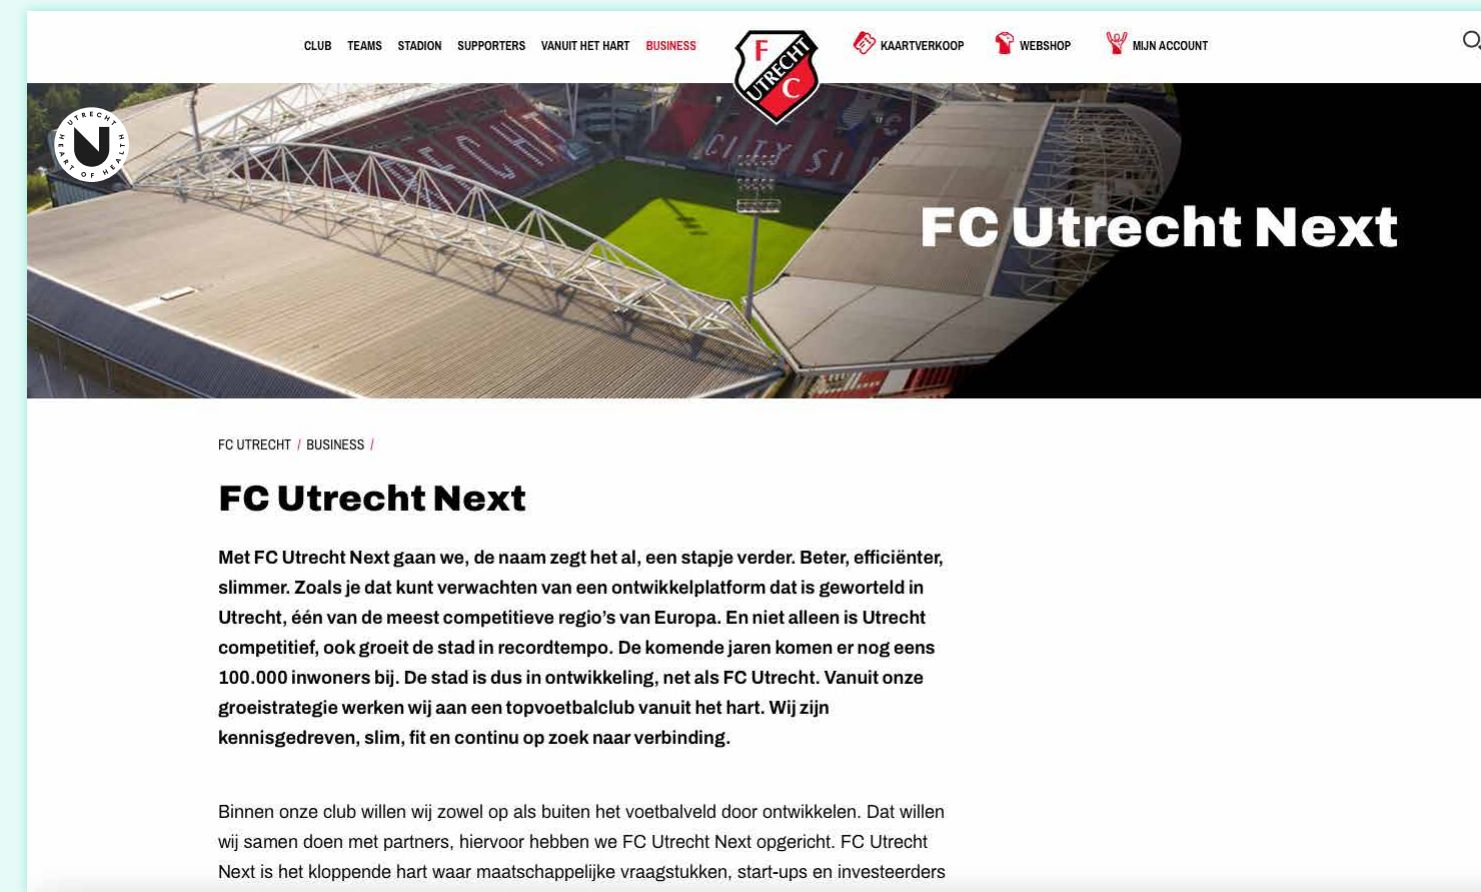 CLUB TEAMS STADION SUPPORTERS VANUIT HET HART BUSINESS
FC UTRECHT
KAARTVERKOOP WEBSHOP MIJN ACCOUNT
UTRECHT HEART OF HEALTH
CITY SI
FC Utrecht Next
FC UTRECHT / BUSINESS /
FC Utrecht Next
Met FC Utrecht Next gaan we, de naam zegt het al, een stapje verder. Beter, efficiënter,
slimmer. Zoals je dat kunt verwachten van een ontwikkelplatform dat is geworteld in
Utrecht, één van de meest competitieve regio’s van Europa. En niet alleen is Utrecht
competitief, ook groeit de stad in recordtempo. De komende jaren komen er nog eens
100.000 inwoners bij. De stad is dus in ontwikkeling, net als FC Utrecht. Vanuit onze
groeistrategie werken wij aan een topvoetbalclub vanuit het hart. Wij zijn
kennisgedreven, slim, fit en continu op zoek naar verbinding.
Binnen onze club willen wij zowel op als buiten het voetbalveld door ontwikkelen. Dat willen
wij samen doen met partners, hiervoor hebben we FC Utrecht Next opgericht. FC Utrecht
Next is het kloppende hart waar maatschappelijke vraagstukken, start-ups en investeerders